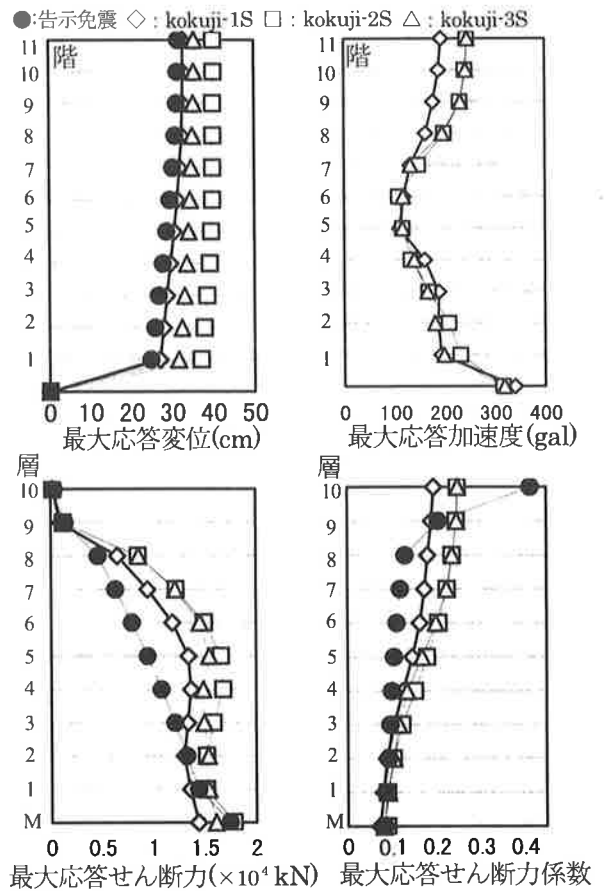 ●:告示免震 ◇: kokuji-1S □: kokuji-2S △: kokuji-3S
11
階
10
9
8
7
6
5
4
3
2
1
0 10 20 30 40 50
最大応答変位(cm)
11
階
10
9
8
7
6
5
4
3
2
1
0 100 200 300 400
最大応答加速度(gal)
層
10
9
8
7
6
5
4
3
2
1
M
0 0.5 1 1.5 2
最大応答せん断力(×10⁴ kN)
層
10
9
8
7
6
5
4
3
2
1
M
0 0.1 0.2 0.3 0.4
最大応答せん断力係数